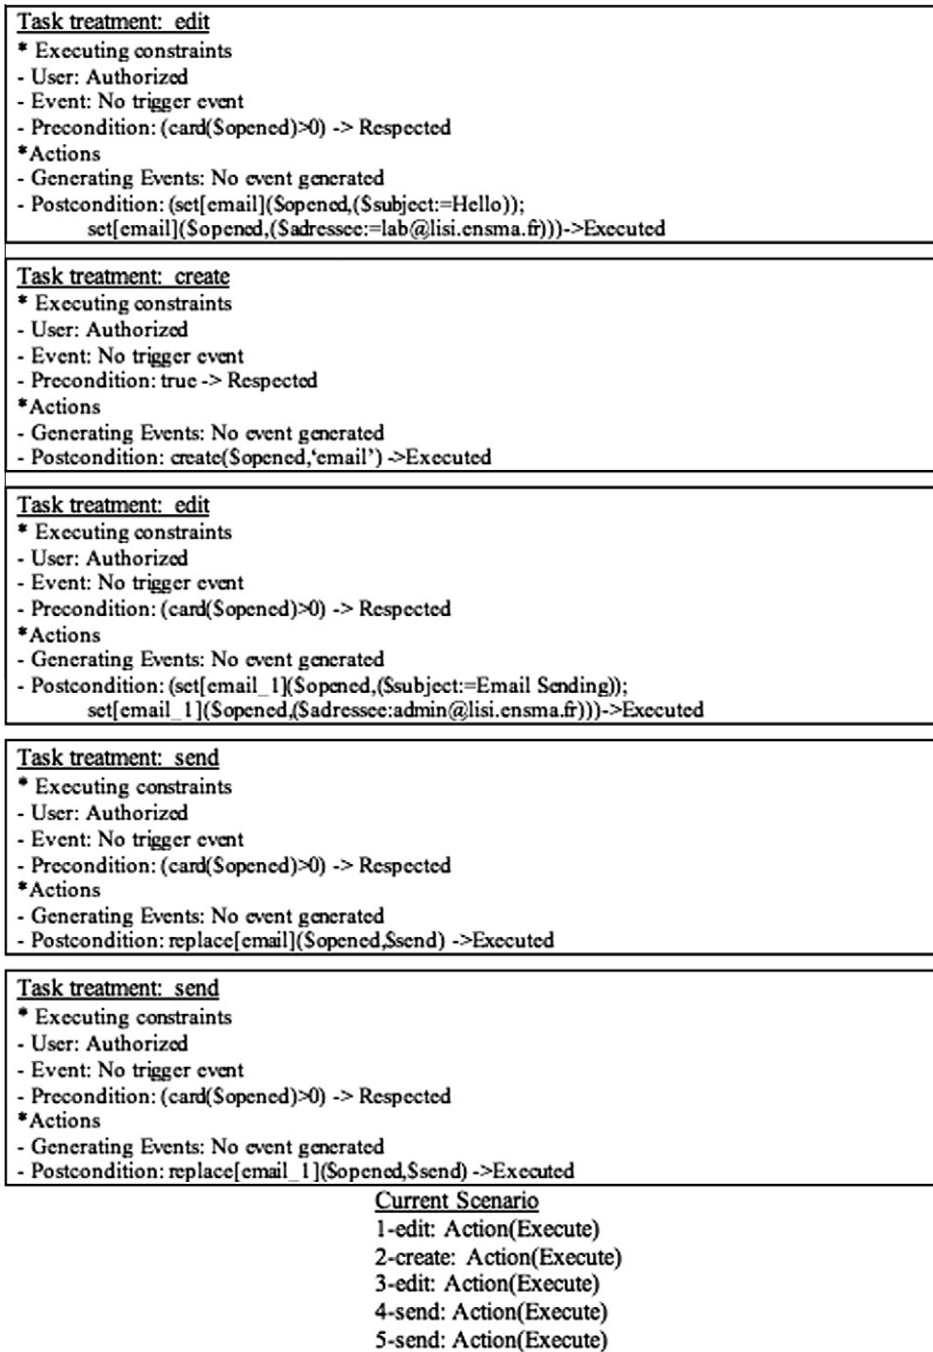 Task treatment: edit
* Executing constraints
- User: Authorized
- Event: No trigger event
- Precondition: (card($opened)>0) -> Respected
*Actions
- Generating Events: No event generated
- Postcondition: (set[email]($opened,($subject:=Hello));
set[email]($opened,($adressee:=lab@lisi.ensma.fr)))->Executed
Task treatment: create
* Executing constraints
- User: Authorized
- Event: No trigger event
- Precondition: true -> Respected
*Actions
- Generating Events: No event generated
- Postcondition: create($opened,‘email’) ->Executed
Task treatment: edit
* Executing constraints
- User: Authorized
- Event: No trigger event
- Precondition: (card($opened)>0) -> Respected
*Actions
- Generating Events: No event generated
- Postcondition: (set[email_1]($opened,($subject:=Email Sending));
set[email_1]($opened,($adressee:admin@lisi.ensma.fr)))->Executed
Task treatment: send
* Executing constraints
- User: Authorized
- Event: No trigger event
- Precondition: (card($opened)>0) -> Respected
*Actions
- Generating Events: No event generated
- Postcondition: replace[email]($opened,$send) ->Executed
Task treatment: send
* Executing constraints
- User: Authorized
- Event: No trigger event
- Precondition: (card($opened)>0) -> Respected
*Actions
- Generating Events: No event generated
- Postcondition: replace[email_1]($opened,$send) ->Executed
Current Scenario
1-edit: Action(Execute)
2-create: Action(Execute)
3-edit: Action(Execute)
4-send: Action(Execute)
5-send: Action(Execute)